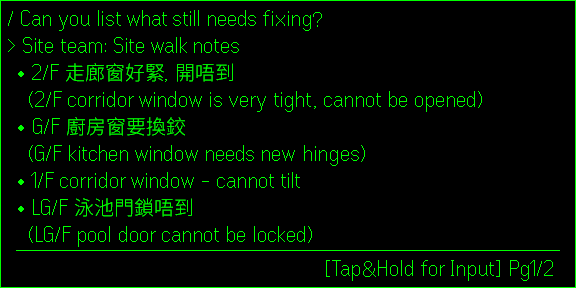 / Can you list what still needs fixing?
> Site team: Site walk notes
◆ 2/F 走廊窗好緊, 開唔到
(2/F corridor window is very tight, cannot be opened)
◆ G/F 廚房窗要換鉸
(G/F kitchen window needs new hinges)
◆ 1/F corridor window - cannot tilt
◆ LG/F 泳池門鎖唔到
(LG/F pool door cannot be locked)
[Tap&Hold for Input] Pg1/2